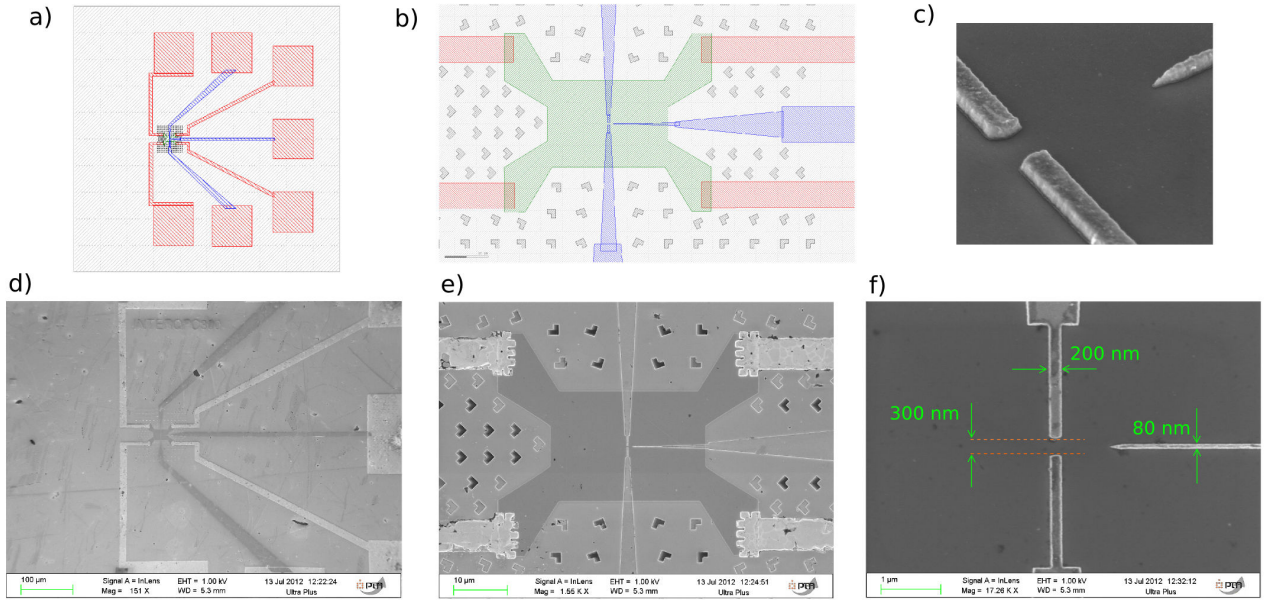 a)
b)
c)
d)
e)
f)
200 nm
300 nm
80 nm
100 µm
Signal A = InLens
EHT = 1.00 kV
13 Jul 2012 12:22:24
Mag = 151 X
WD = 5.3 mm
Ultra Plus
10 µm
Signal A = InLens
EHT = 1.00 kV
13 Jul 2012 12:24:51
Mag = 1.55 K X
WD = 5.3 mm
Ultra Plus
1 µm
Signal A = InLens
EHT = 1.00 kV
13 Jul 2012 12:32:12
Mag = 17.26 K X
WD = 5.3 mm
Ultra Plus